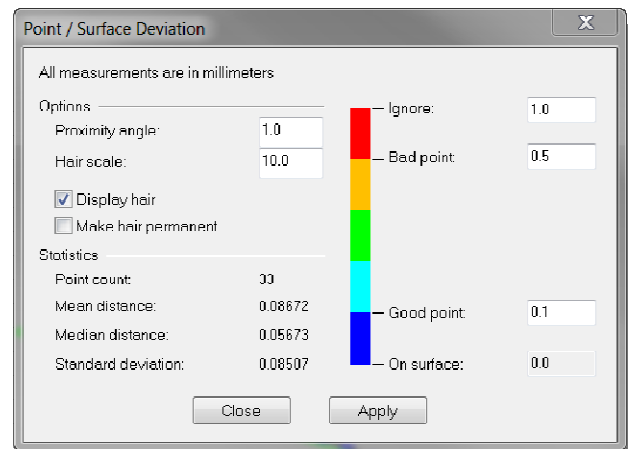 Point / Surface Deviation
All measurements are in millimeters
Options
Proximity angle: 1.0
Hair scale: 10.0
Display hair
Make hair permanent
Statistics
Point count:
Mean distance: 0.08672
Median distance: 0.05673
Standard deviation: 0.08507
Ignore: 1.0
Bad point: 0.5
Good point: 0.1
On surface: 0.0
Close
Apply